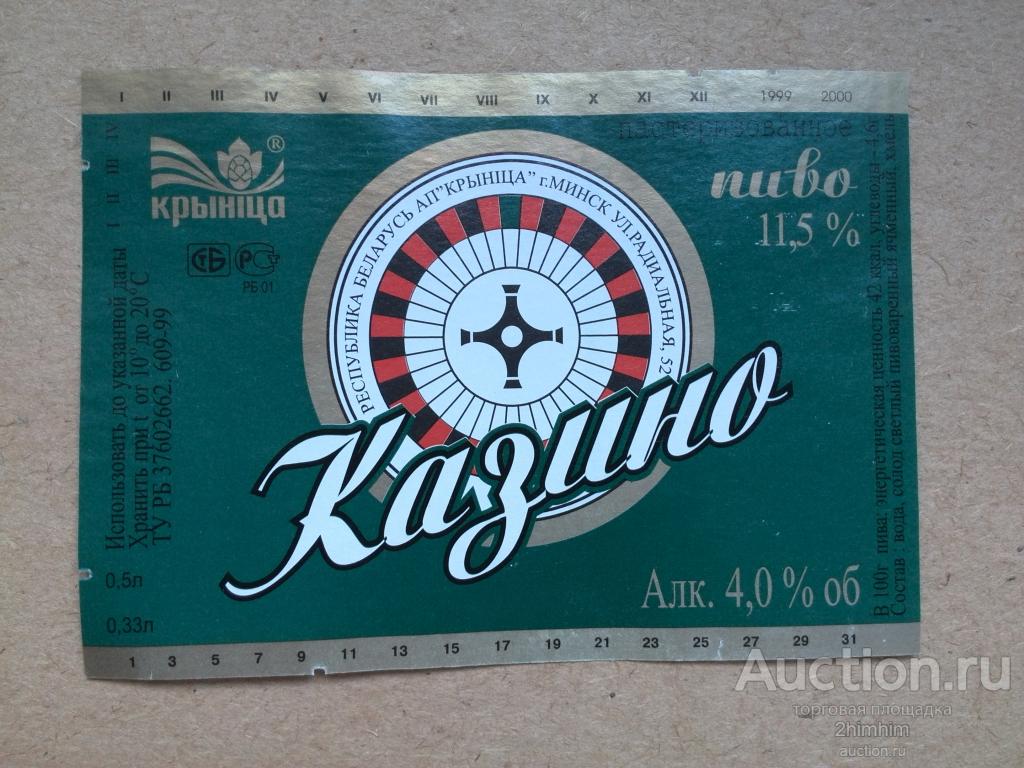 I II III IV V VI VII VIII IX X XI XII 1999 2000
I II III IV
крынiца ®
СТБ РСТ
РБ 01
Использовать до указанной даты
Хранить при t от 10° до 20°С
ТУ РБ 37602662. 609-99
0,5л
0,33л
РЕСПУБЛИКА БЕЛАРУСЬ АП"КРЫНIЦА" г.МИНСК УЛ.РАДИАЛЬНАЯ, 52
Казино
пастеризованное
пиво
11,5 %
Алк. 4,0 % об
В 100г пива: энергетическая ценность 42 ккал, углеводы - 4,6г
Состав : вода, солод светлый пивоваренный ячменный, хмель
1 3 5 7 9 11 13 15 17 19 21 23 25 27 29 31
Auction.ru
торговая площадка
2himhim
auction.ru